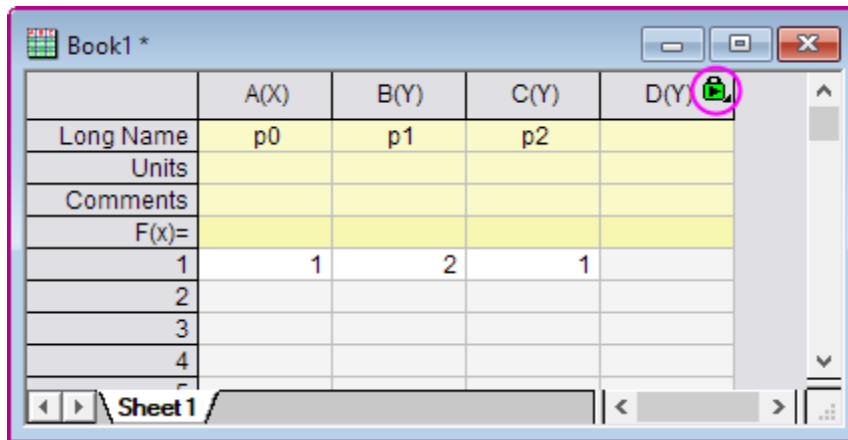 Book1 *
A(X) B(Y) C(Y) D(Y)
Long Name p0 p1 p2
Units
Comments
F(x)=
1 1 2 1
2
3
4
Sheet1